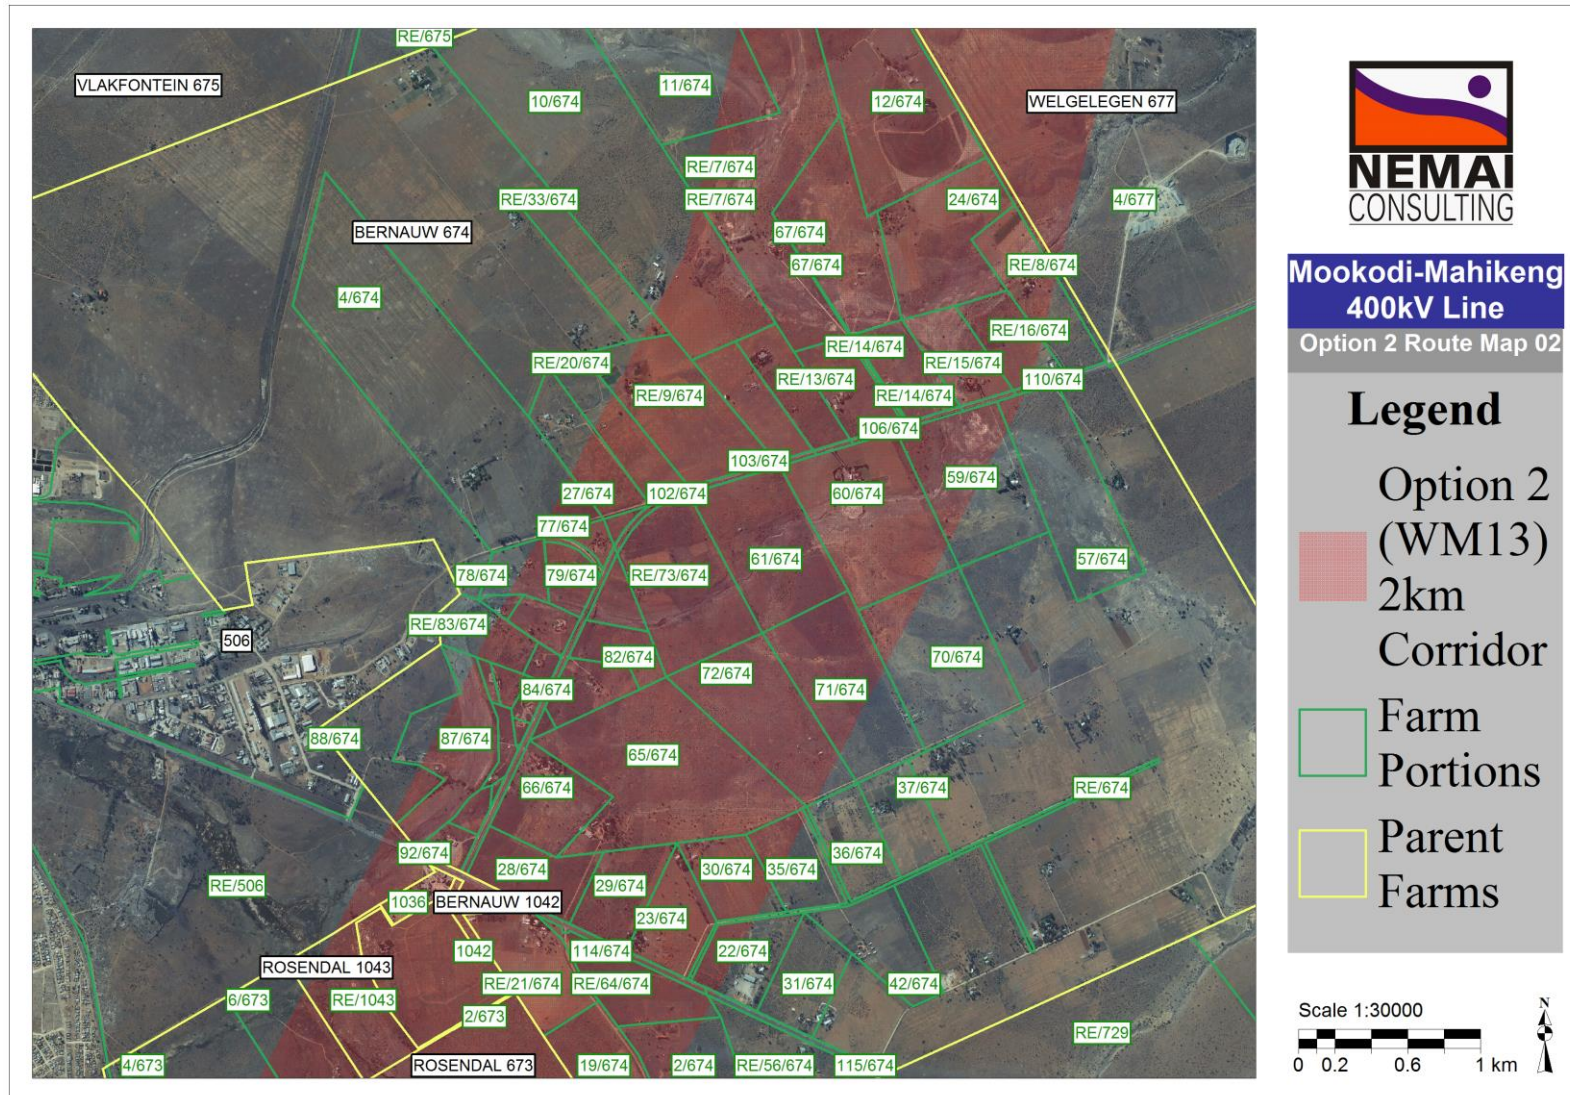 RE/675
VLAKFONTEIN 675
11/674
10/674
12/674
WELGELEGEN 677
RE/7/674
RE/33/674
RE/7/674
24/674
4/677
BERNAUW 674
67/674
67/674
RE/8/674
4/674
RE/16/674
RE/14/674
RE/20/674
RE/15/674
RE/13/674
110/674
RE/9/674
RE/14/674
106/674
103/674
59/674
27/674
102/674
60/674
77/674
61/674
57/674
78/674
79/674
RE/73/674
RE/83/674
506
82/674
70/674
72/674
84/674
71/674
88/674
87/674
65/674
66/674
37/674
RE/674
92/674
28/674
36/674
30/674
35/674
RE/506
29/674
1036
BERNAUW 1042
23/674
1042
114/674
22/674
ROSENDAL 1043
RE/21/674
RE/64/674
31/674
42/674
6/673
RE/1043
2/673
RE/729
4/673
ROSENDAL 673
19/674
2/674
RE/56/674
115/674
NEMAI
CONSULTING
Mookodi-Mahikeng
400kV Line
Option 2 Route Map 02
Legend
Option 2
(WM13)
2km
Corridor
Farm
Portions
Parent
Farms
Scale 1:30000
N
0 0.2 0.6 1 km